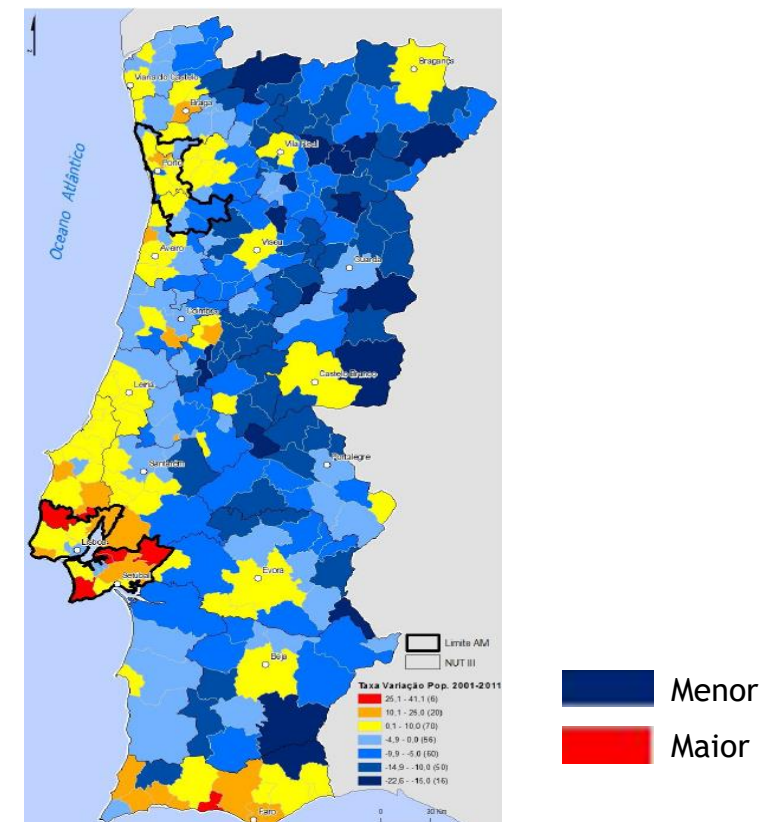 Bragança
Viana do Castelo
Braga
Vila Real
Porto
Oceano Atlântico
Aveiro
Viseu
Guarda
Coimbra
Castelo Branco
Leiria
Portalegre
Santarém
Lisboa
Setúbal
Évora
Limite AM
NUT III
Beja
Taxa Variação Pop. 2001-2011
25,1 - 41,1 (6)
10,1 - 25,0 (20)
0,1 - 10,0 (70)
-4,9 - 0,0 (56)
-9,9 - -5,0 (60)
-14,9 - -10,0 (50)
-22,6 - -15,0 (16)
Faro
0 30 Km
Menor
Maior